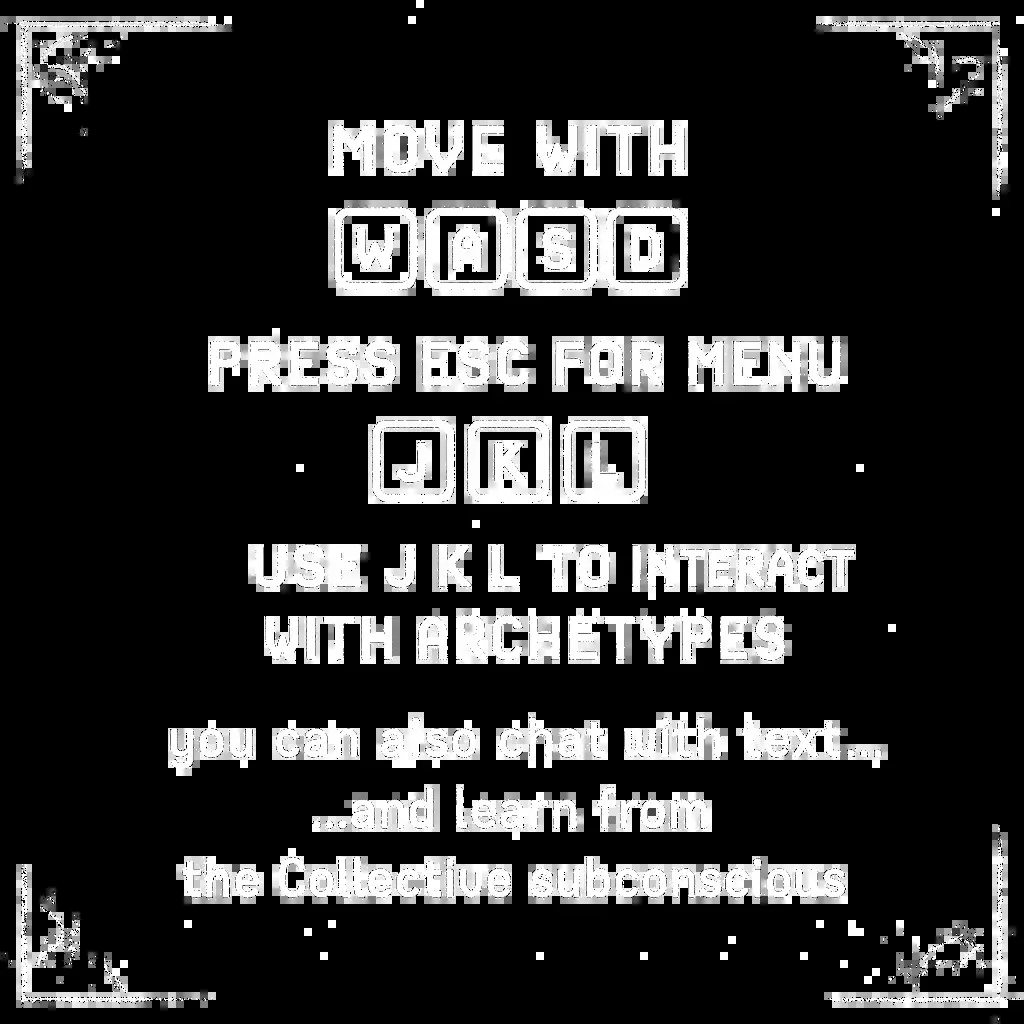 MOVE WITH
W A S D
PRESS ESC FOR MENU
J K L
USE J K L TO INTERACT
WITH ARCHETYPES
you can also chat with text...,
...and learn from
the Collective subconscious